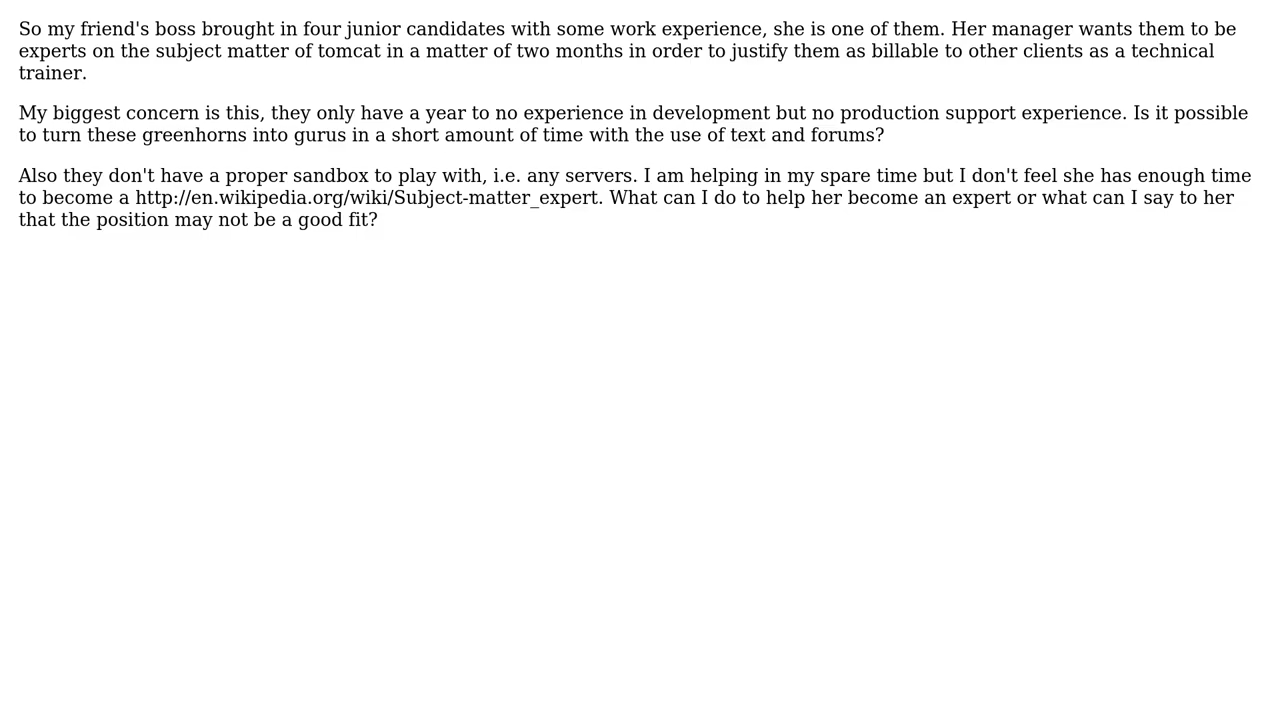 So my friend's boss brought in four junior candidates with some work experience, she is one of them. Her manager wants them to be
experts on the subject matter of tomcat in a matter of two months in order to justify them as billable to other clients as a technical
trainer.
My biggest concern is this, they only have a year to no experience in development but no production support experience. Is it possible
to turn these greenhorns into gurus in a short amount of time with the use of text and forums?
Also they don't have a proper sandbox to play with, i.e. any servers. I am helping in my spare time but I don't feel she has enough time
to become a http://en.wikipedia.org/wiki/Subject-matter_expert. What can I do to help her become an expert or what can I say to her
that the position may not be a good fit?